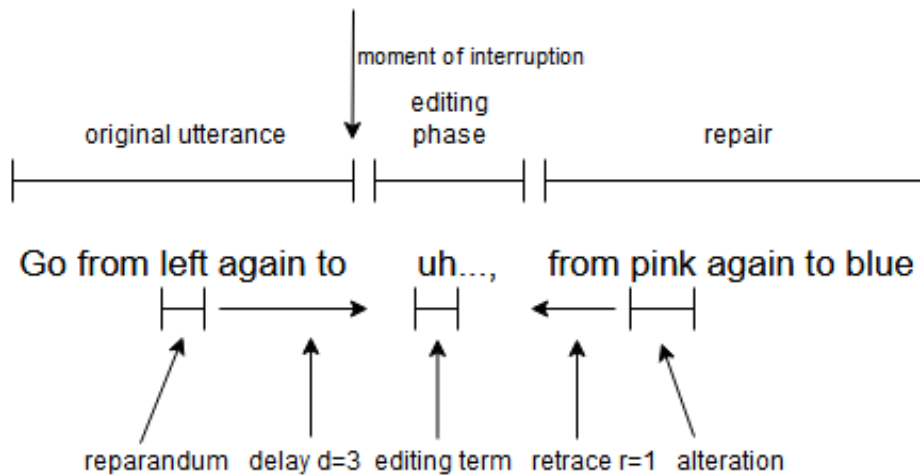 moment of interruption
editing
phase
original utterance
repair
Go from left again to uh..., from pink again to blue
reparandum delay d=3 editing term retrace r=1 alteration